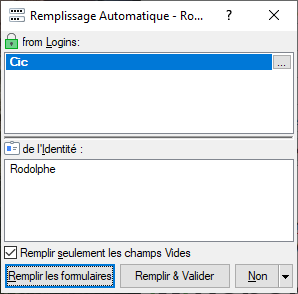 Remplissage Automatique - Ro...
from Logins:
Cic
...
de l'Identité :
Rodolphe
Remplir seulement les champs Vides
Remplir les formulaires
Remplir & Valider
Non